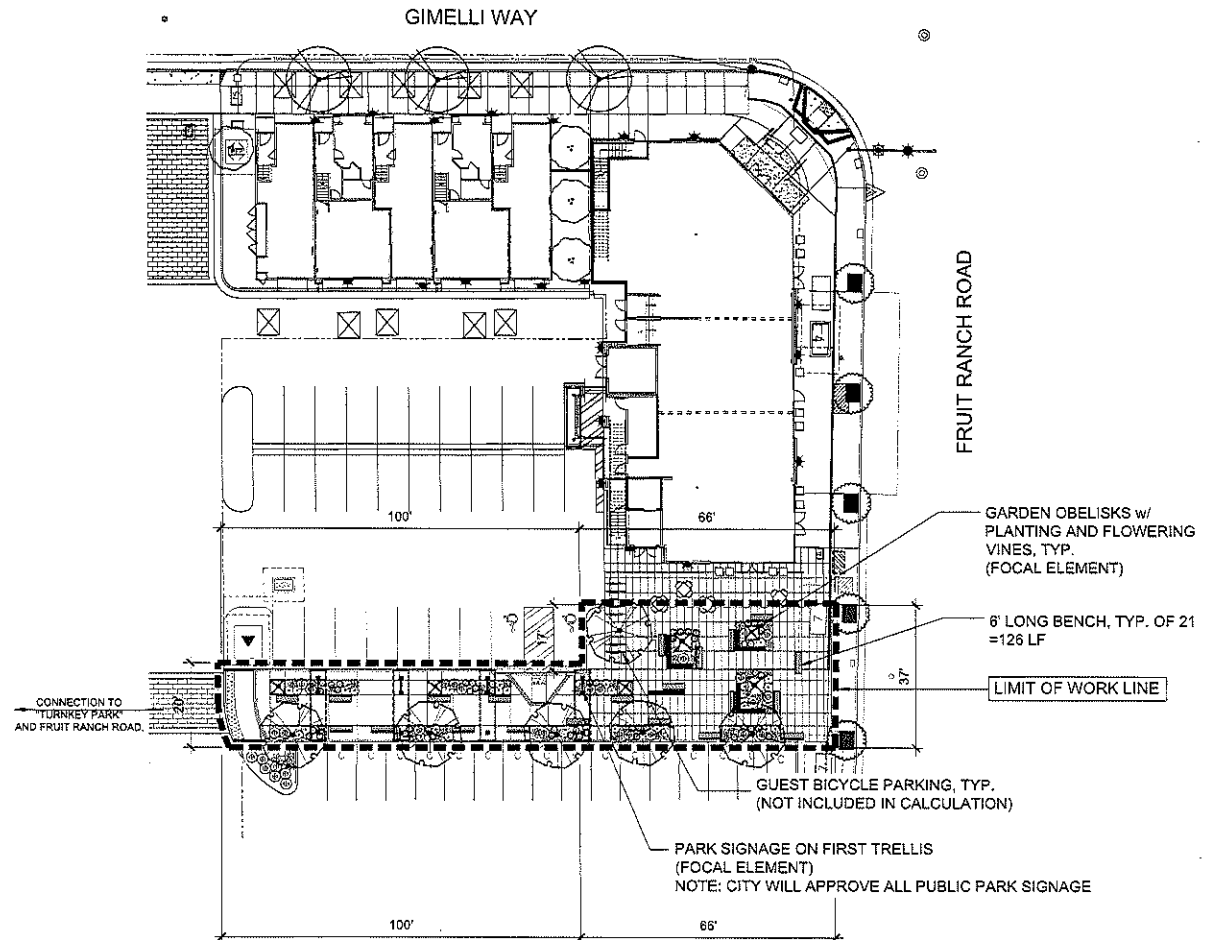 GIMELLI WAY
FRUIT RANCH ROAD
100'
66'
GARDEN OBELISKS w/
PLANTING AND FLOWERING
VINES, TYP.
(FOCAL ELEMENT)
6' LONG BENCH, TYP. OF 21
=126 LF
LIMIT OF WORK LINE
17'
37'
20'
7
CONNECTION TO
TURNKEY PARK
AND FRUIT RANCH ROAD.
GUEST BICYCLE PARKING, TYP.
(NOT INCLUDED IN CALCULATION)
PARK SIGNAGE ON FIRST TRELLIS
(FOCAL ELEMENT)
NOTE: CITY WILL APPROVE ALL PUBLIC PARK SIGNAGE
100'
66'